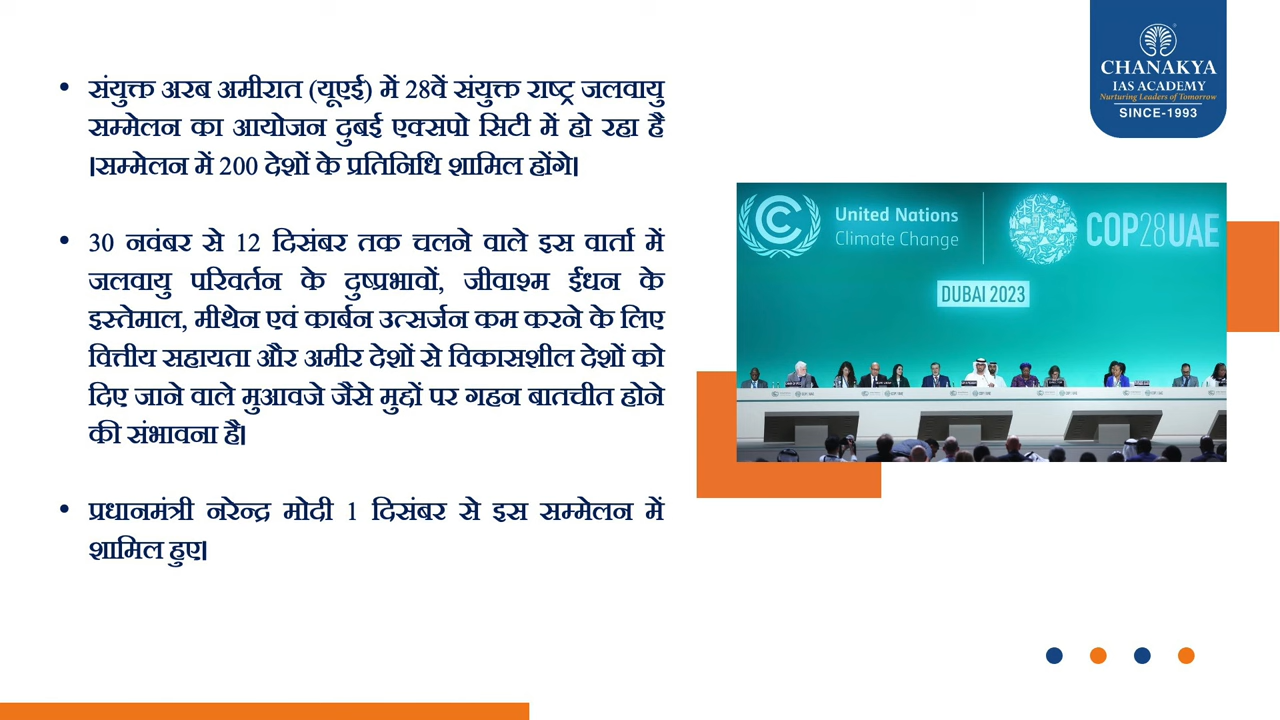 • संयुक्त अरब अमीरात (यूएई) में 28वें संयुक्त राष्ट्र जलवायु
सम्मेलन का आयोजन दुबई एक्सपो सिटी में हो रहा है
।सम्मेलन में 200 देशों के प्रतिनिधि शामिल होंगे।
• 30 नवंबर से 12 दिसंबर तक चलने वाले इस वार्ता में
जलवायु परिवर्तन के दुष्प्रभावों, जीवाश्म ईंधन के
इस्तेमाल, मीथेन एवं कार्बन उत्सर्जन कम करने के लिए
वित्तीय सहायता और अमीर देशों से विकासशील देशों को
दिए जाने वाले मुआवजे जैसे मुद्दों पर गहन बातचीत होने
की संभावना है।
• प्रधानमंत्री नरेन्द्र मोदी 1 दिसंबर से इस सम्मेलन में
शामिल हुए।
CHANAKYA
IAS ACADEMY
Nurturing Leaders of Tomorrow
SINCE-1993
United Nations
Climate Change
COP28UAE
DUBAI 2023